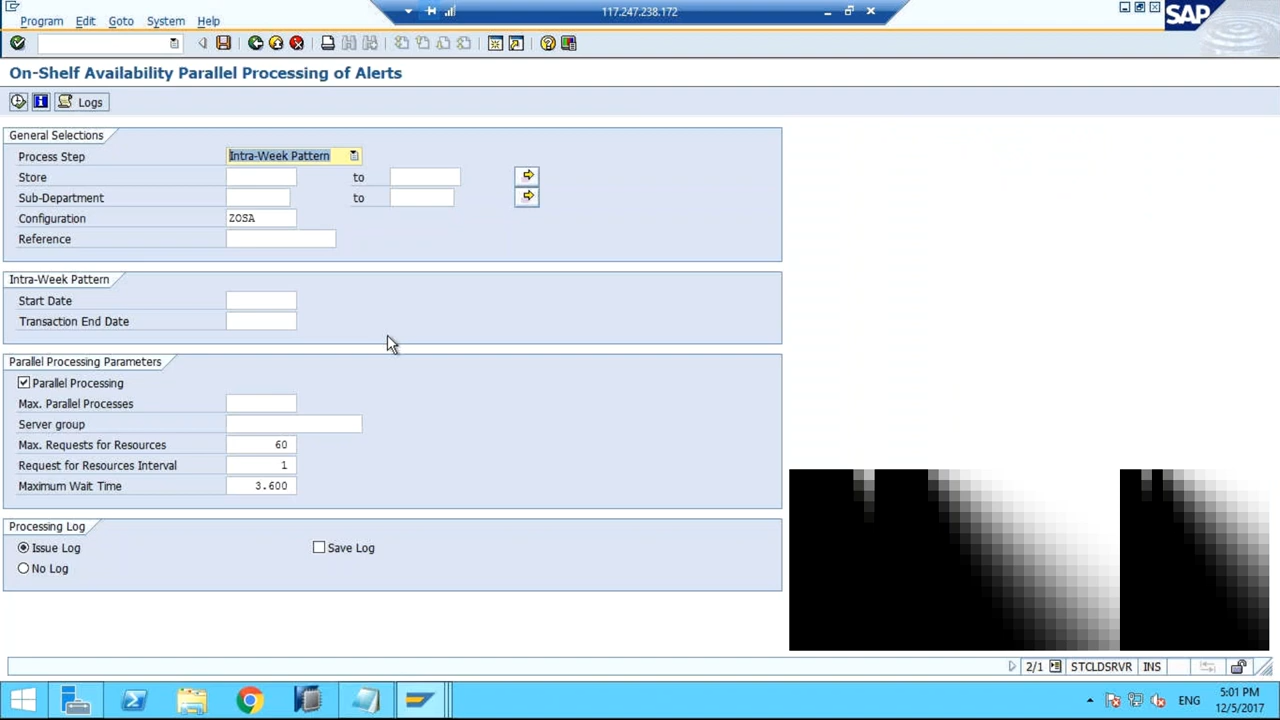 117.247.238.172
Program Edit Goto System Help
SAP
On-Shelf Availability Parallel Processing of Alerts
Logs
General Selections
Process Step Intra-Week Pattern
Store to
Sub-Department to
Configuration ZOSA
Reference
Intra-Week Pattern
Start Date
Transaction End Date
Parallel Processing Parameters
Parallel Processing
Max. Parallel Processes
Server group
Max. Requests for Resources 60
Request for Resources Interval 1
Maximum Wait Time 3.600
Processing Log
Issue Log Save Log
No Log
2/1 STCLDSRVR INS
ENG
5:01 PM
12/5/2017